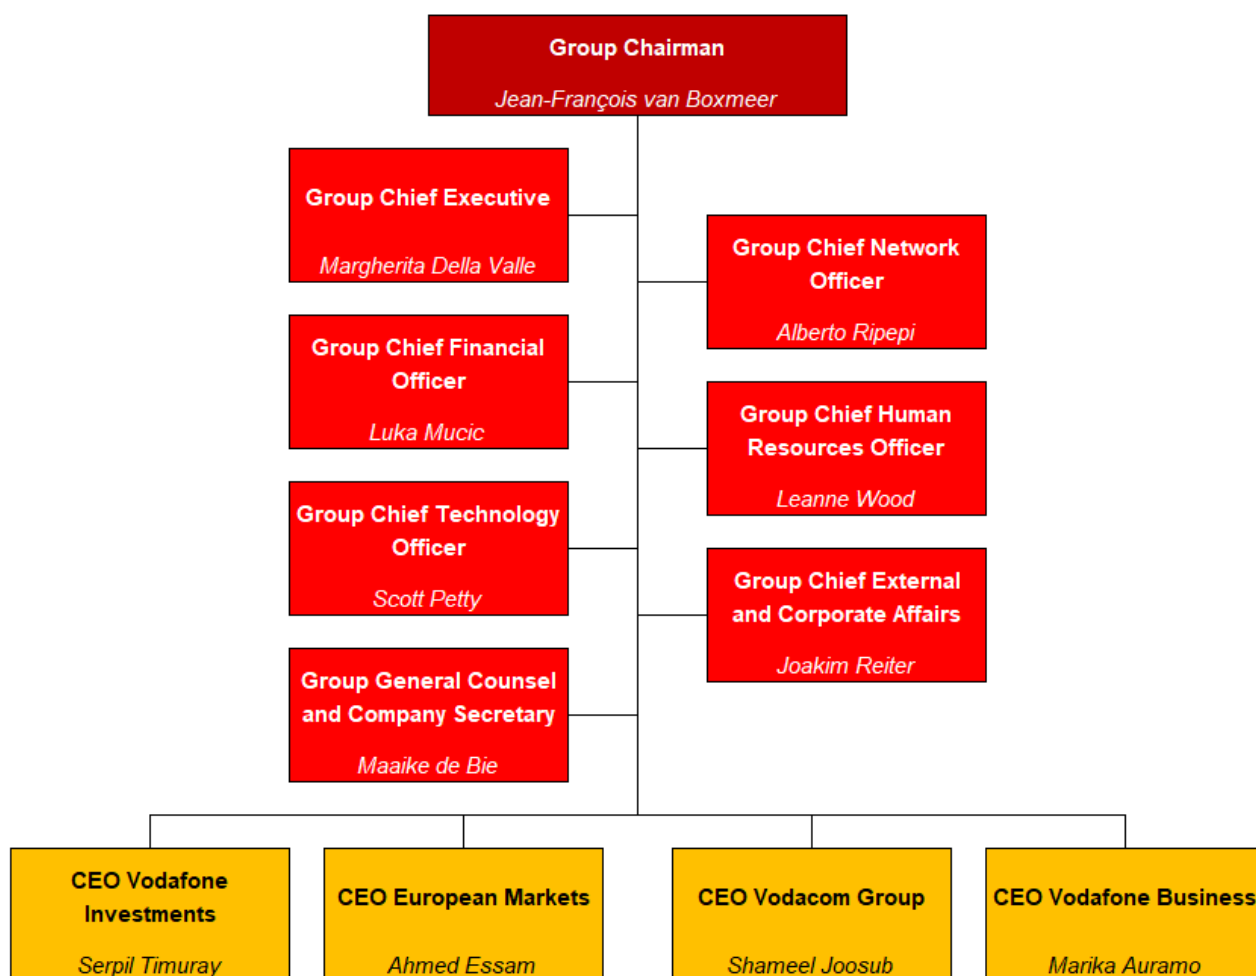 Group Chairman
Jean-François van Boxmeer
Group Chief Executive
Margherita Della Valle
Group Chief Network
Officer
Alberto Ripepi
Group Chief Financial
Officer
Luka Mucic
Group Chief Human
Resources Officer
Leanne Wood
Group Chief Technology
Officer
Scott Petty
Group Chief External
and Corporate Affairs
Joakim Reiter
Group General Counsel
and Company Secretary
Maaike de Bie
CEO Vodafone
Investments
Serpil Timuray
CEO European Markets
Ahmed Essam
CEO Vodacom Group
Shameel Joosub
CEO Vodafone Business
Marika Auramo